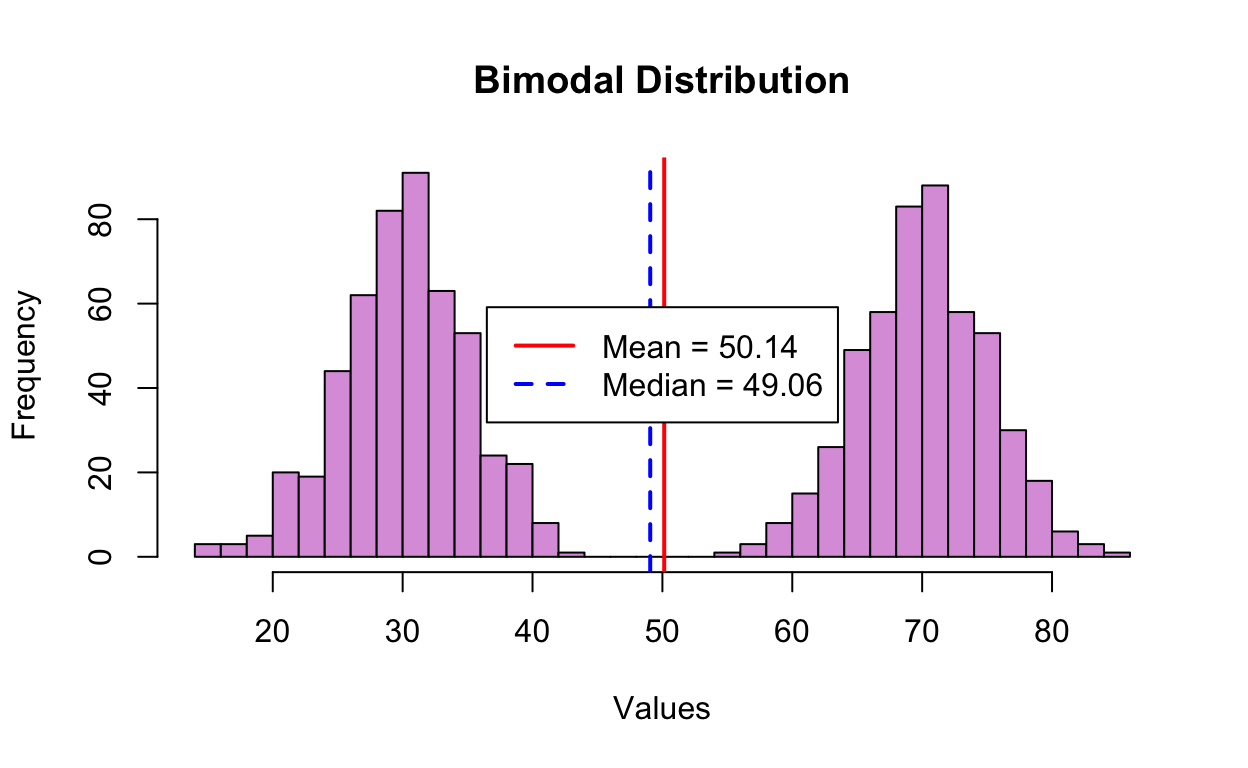 Bimodal Distribution
Frequency
80
60
40
20
0
Mean = 50.14
Median = 49.06
20 30 40 50 60 70 80
Values